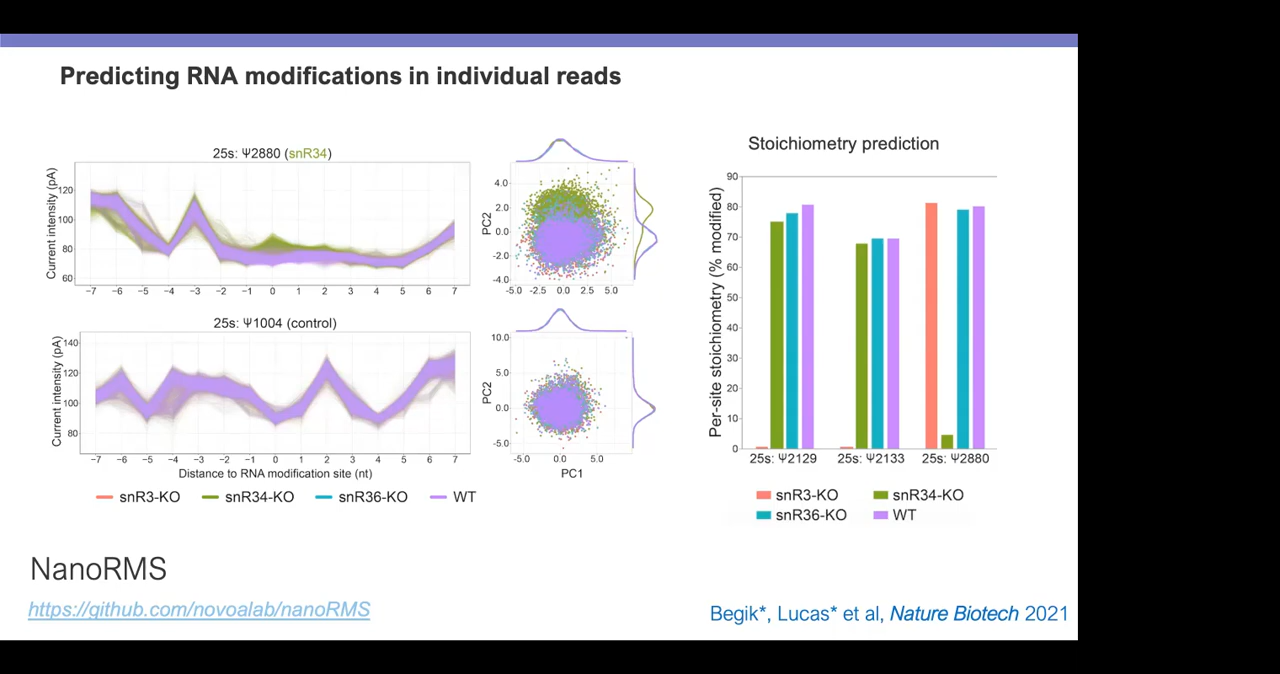 Predicting RNA modifications in individual reads
25s: Ψ2880 (snR34)
Current intensity (pA)
120
100
80
60
−7 −6 −5 −4 −3 −2 −1 0 1 2 3 4 5 6 7
PC2
4.0
2.0
0.0
-2.0
-4.0
-5.0 -2.5 0.0 2.5 5.0
25s: Ψ1004 (control)
Current intensity (pA)
140
120
100
80
−7 −6 −5 −4 −3 −2 −1 0 1 2 3 4 5 6 7
Distance to RNA modification site (nt)
PC2
10.0
5.0
0.0
-5.0
-5.0 0.0 5.0
PC1
snR3-KO snR34-KO snR36-KO WT
Stoichiometry prediction
Per-site stoichiometry (% modified)
90
80
70
60
50
40
30
20
10
0
25s: Ψ2129 25s: Ψ2133 25s: Ψ2880
snR3-KO snR34-KO
snR36-KO WT
NanoRMS
https://github.com/novoalab/nanoRMS
Begik*, Lucas* et al, Nature Biotech 2021